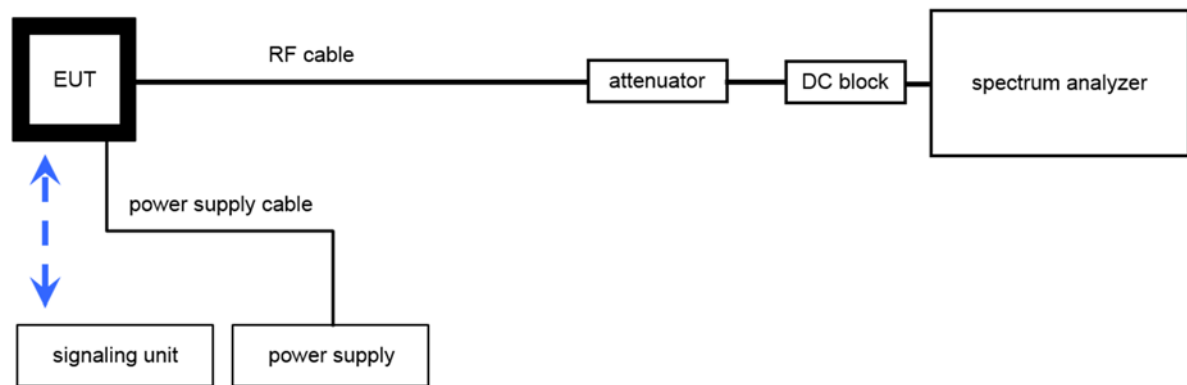 EUT
RF cable
attenuator
DC block
spectrum analyzer
power supply cable
signaling unit
power supply